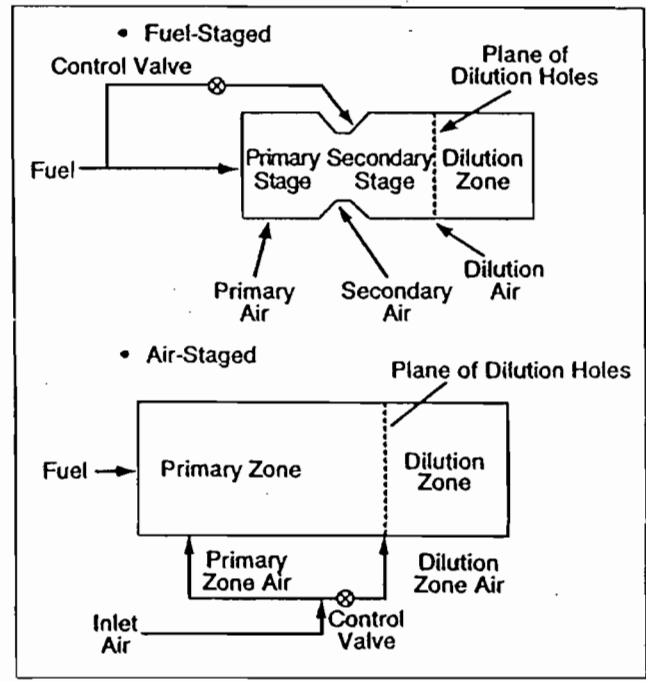 • Fuel-Staged
Control Valve
Plane of
Dilution Holes
Fuel
Primary
Stage
Secondary
Stage
Dilution
Zone
Primary
Air
Secondary
Air
Dilution
Air
• Air-Staged
Plane of Dilution Holes
Fuel
Primary Zone
Dilution
Zone
Primary
Zone Air
Dilution
Zone Air
Inlet
Air
Control
Valve